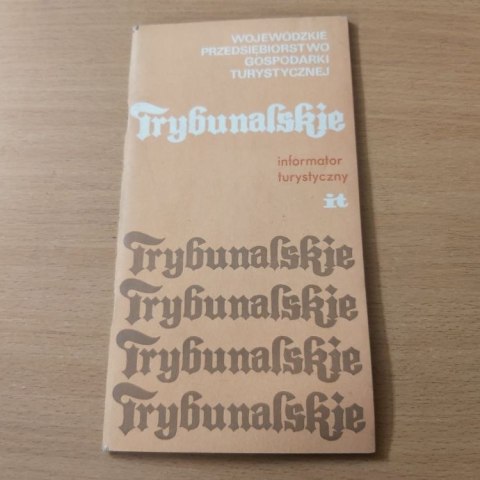 WOJEWÓDZKIE
PRZEDSIĘBIORSTWO
GOSPODARKI
TURYSTYCZNEJ
Trybunalskie
informator
turystyczny
it
Trybunalskie
Trybunalskie
Trybunalskie
Trybunalskie